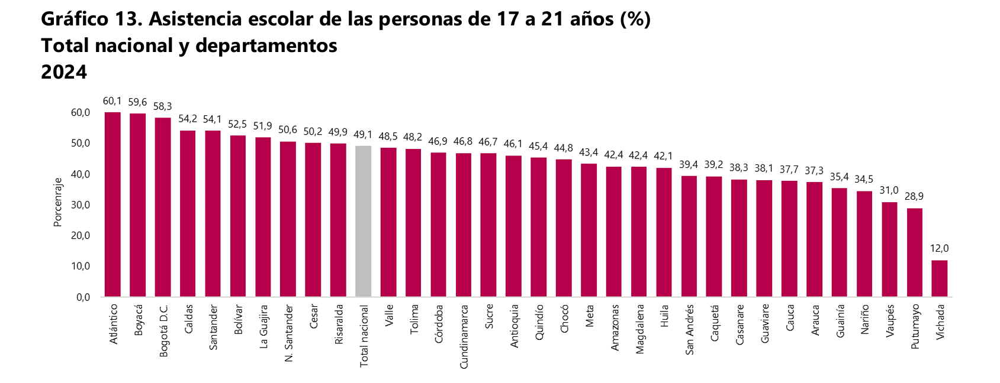 Gráfico 13. Asistencia escolar de las personas de 17 a 21 años (%)
Total nacional y departamentos
2024
Porcenraje
60,0
50,0
40,0
30,0
20,0
10,0
0,0
60,1
59,6
58,3
54,2
54,1
52,5
51,9
50,6
50,2
49,9
49,1
48,5
48,2
46,9
46,8
46,7
46,1
45,4
44,8
43,4
42,4
42,4
42,1
39,4
39,2
38,3
38,1
37,7
37,3
35,4
34,5
31,0
28,9
12,0
Atlántico
Boyacá
Bogotá D.C.
Caldas
Santander
Bolívar
La Guajira
N. Santander
Cesar
Risaralda
Total nacional
Valle
Tolima
Córdoba
Cundinamarca
Sucre
Antioquia
Quindío
Chocó
Meta
Amazonas
Magdalena
Huila
San Andrés
Caquetá
Casanare
Guaviare
Cauca
Arauca
Guainía
Nariño
Vaupés
Putumayo
Vichada